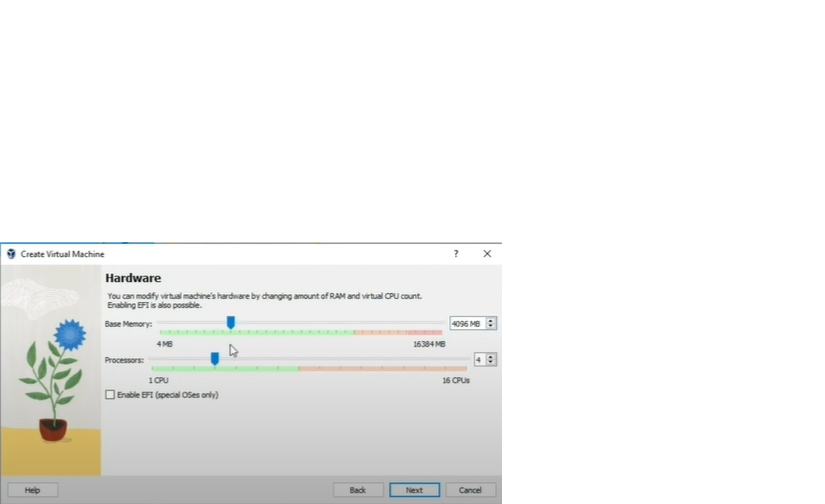 Create Virtual Machine
?
Hardware
You can modify virtual machine's hardware by changing amount of RAM and virtual CPU count.
Enabling EFI is also possible.
Base Memory:
4096 MB
4 MB
16384 MB
Processors:
4
1 CPU
16 CPUs
Enable EFI (special OSes only)
Help
Back
Next
Cancel